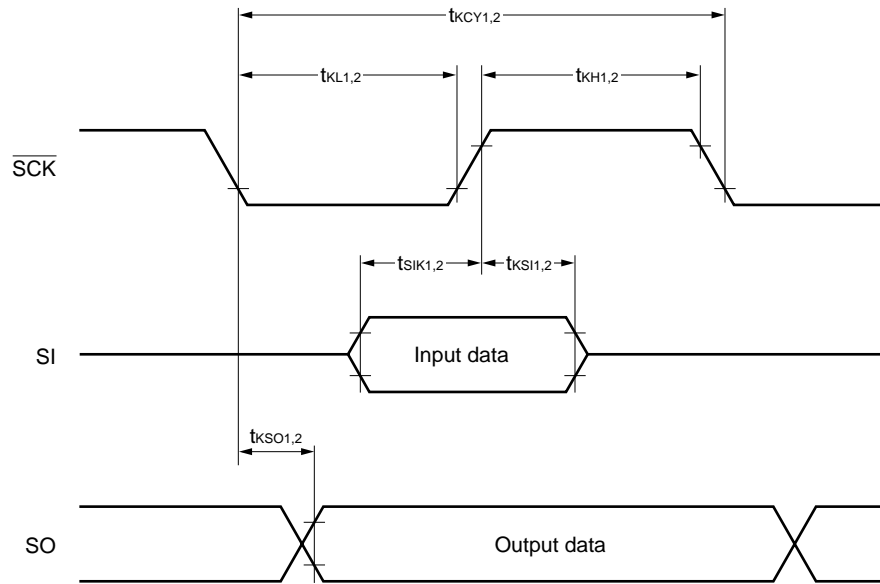 tKCY1,2
tKL1,2
tKH1,2
SCK
tSIK1,2
tKSI1,2
SI
Input data
tKSO1,2
SO
Output data